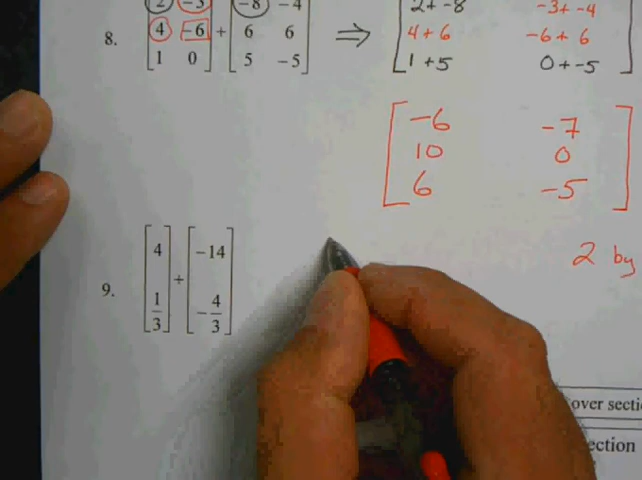 8. [2 -3 4 -6 1 0] + [-8 -4 6 6 5 -5] ⇒ [2+-8 -3+-4 4+6 -6+6 1+5 0+-5]
[-6 -7
10 0
6 -5]
2 by
9. [4 1/3] + [-14 -4/3]
over secti
ection